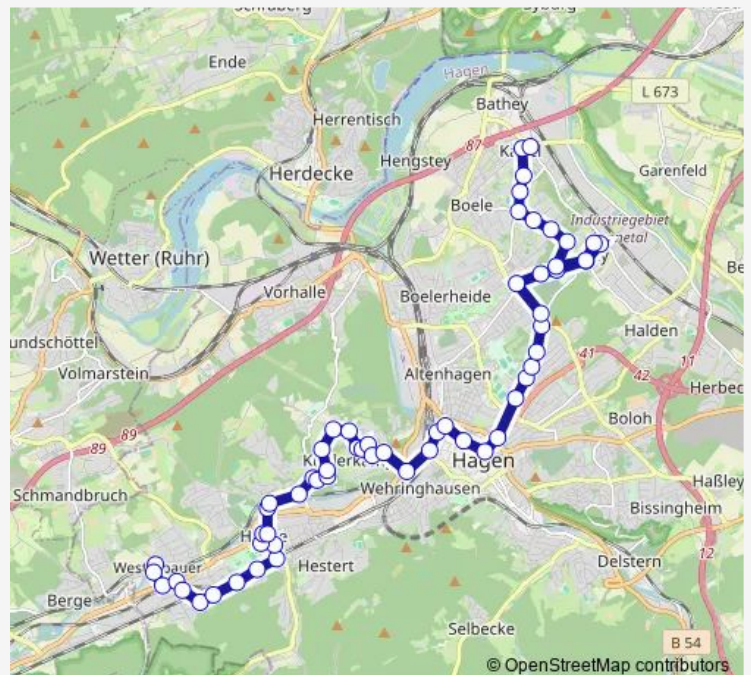 Ende
Hagen
L 673
Bathey
Herrentisch
87
Hengstey
Herdecke
Garenfeld
Boele
Industriegebiet
Wetter (Ruhr)
Vorhalle
Boelerheide
Halden
Volmarstein
41
11
Altenhagen
42
Boloh
89
89
Hagen
Haßley
Wehringhausen
Schmandbruch
Bissingheim
12
Hestert
Delstern
Berge
Selbecke
B 54
© OpenStreetMap contributors